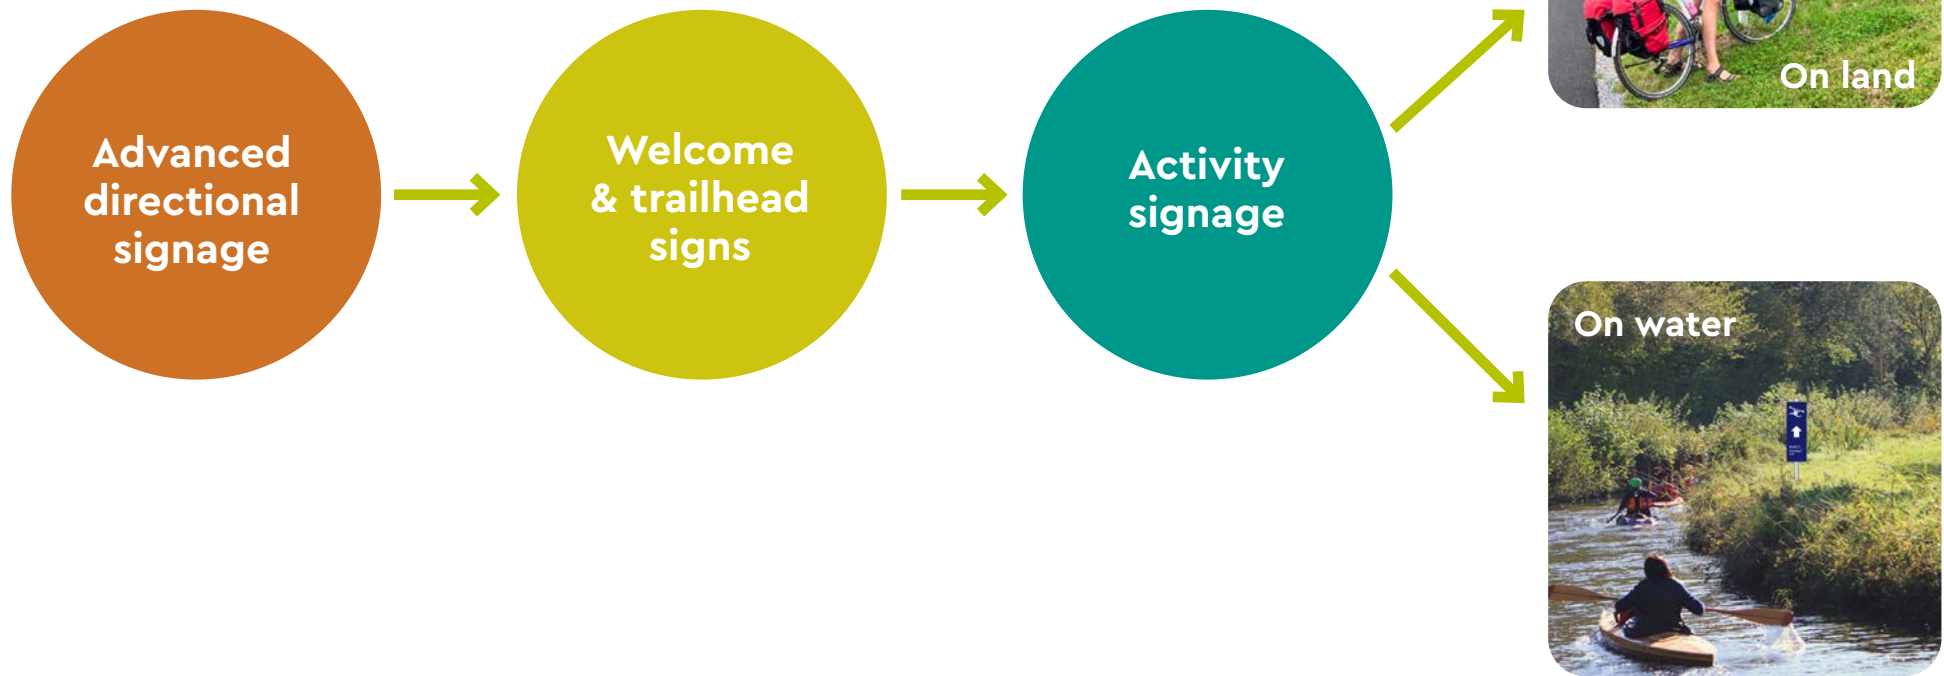 Advanced
directional
signage
Welcome
& trailhead
signs
Activity
signage
On land
On water